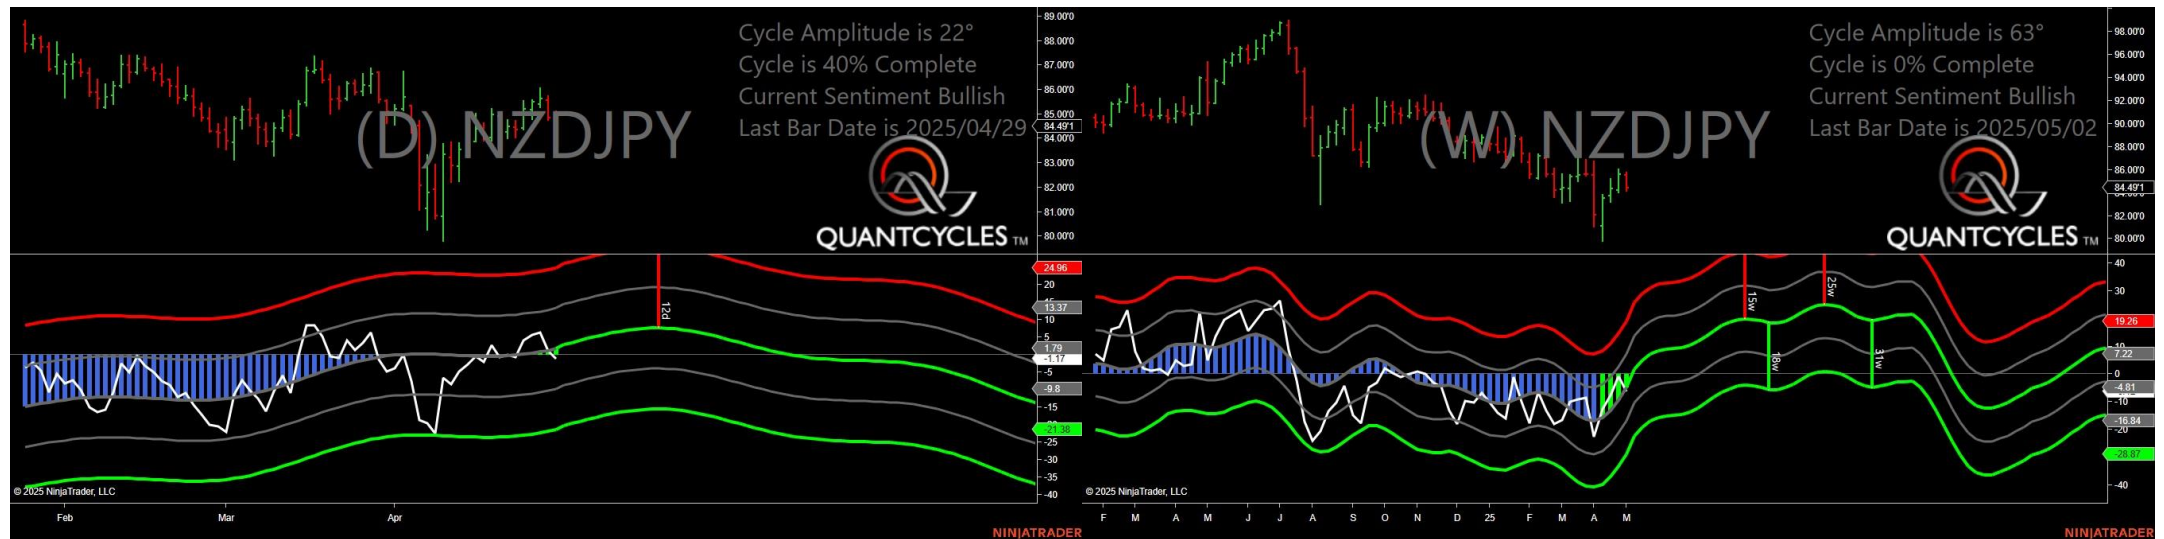 Cycle Amplitude is 22°
Cycle is 40% Complete
Current Sentiment Bullish
Last Bar Date is 2025/04/29
(D) NZDJPY
QUANTCYCLES TM
89.00'0
88.00'0
87.00'0
86.00'0
85.00'0
84.49'1
84.00'0
83.00'0
82.00'0
81.00'0
80.00'0
12d
24.96
20
13.37
10
5
1.79
-1.17
-5
-9.8
-15
-21.38
-25
-30
-35
-40
© 2025 NinjaTrader, LLC
Feb
Mar
Apr
NINJATRADER
Cycle Amplitude is 63°
Cycle is 0% Complete
Current Sentiment Bullish
Last Bar Date is 2025/05/02
(W) NZDJPY
QUANTCYCLES TM
98.00'0
96.00'0
94.00'0
92.00'0
90.00'0
88.00'0
86.00'0
84.49'1
82.00'0
80.00'0
15w
25w
18w
31w
40
30
19.26
7.22
0
-4.81
-10
-16.84
-20
-28.87
-40
© 2025 NinjaTrader, LLC
F M A M J J A S O N D 25 F M A M
NINJATRADER